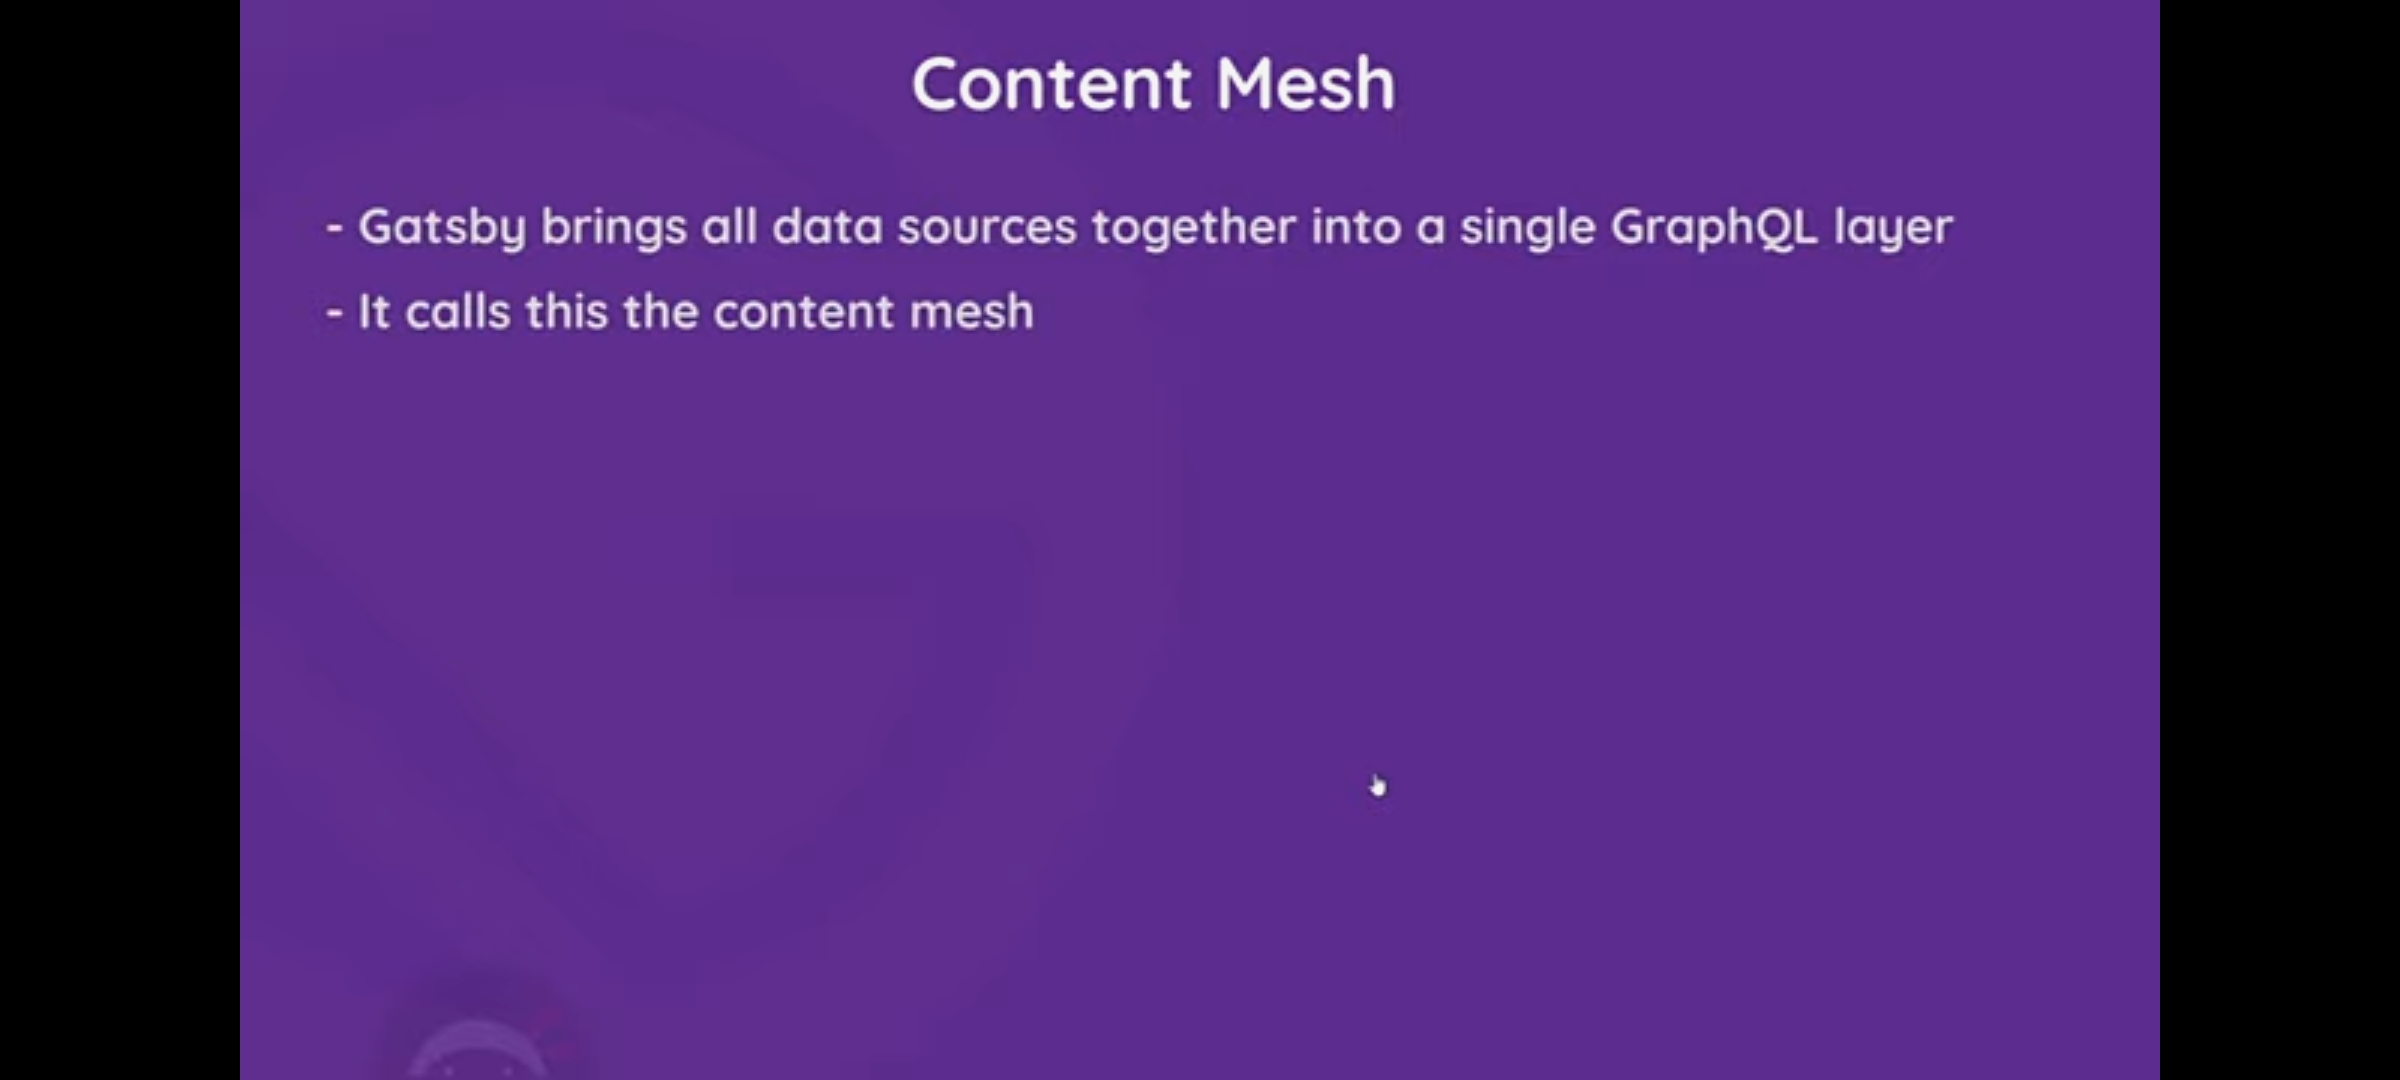 Content Mesh
- Gatsby brings all data sources together into a single GraphQL layer
- It calls this the content mesh